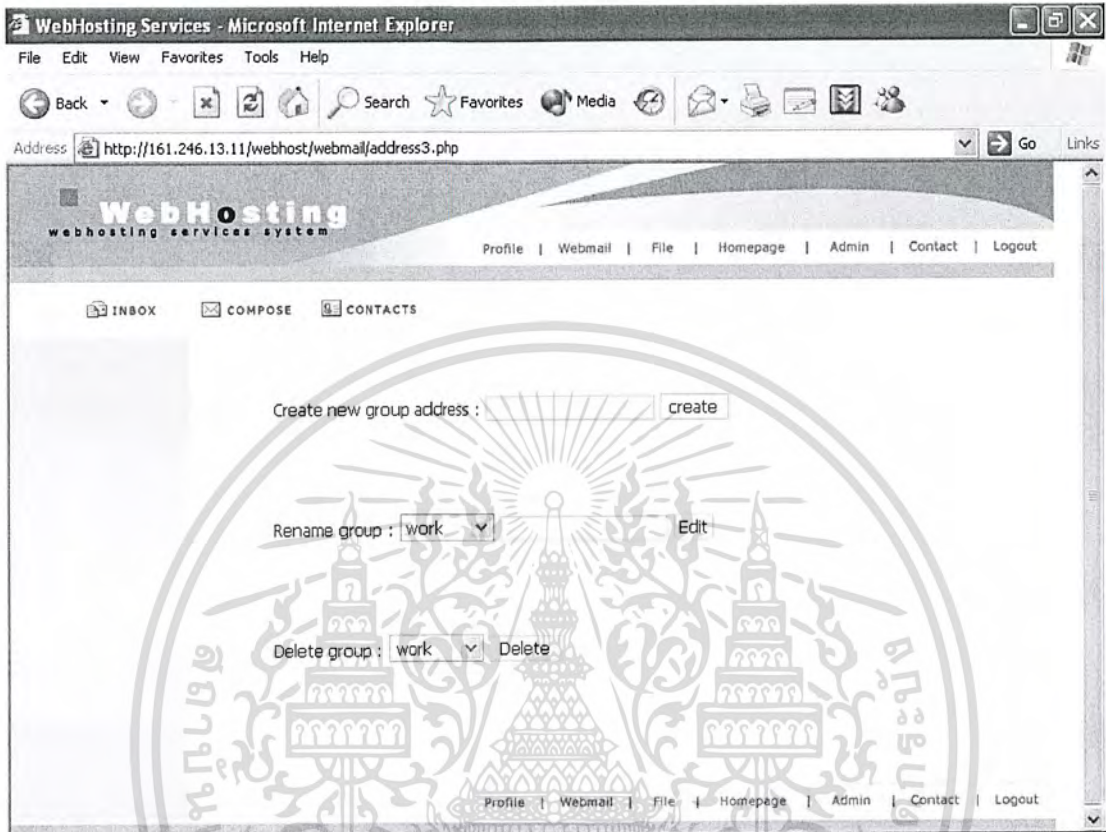 WebHosting Services - Microsoft Internet Explorer
File Edit View Favorites Tools Help
Back Search Favorites Media
Address http://161.246.13.11/webhost/webmail/address3.php Go Links
WebHosting
webhosting services system
Profile | Webmail | File | Homepage | Admin | Contact | Logout
INBOX COMPOSE CONTACTS
Create new group address : create
Rename group : work Edit
Delete group : work Delete
Profile | Webmail | File | Homepage | Admin | Contact | Logout